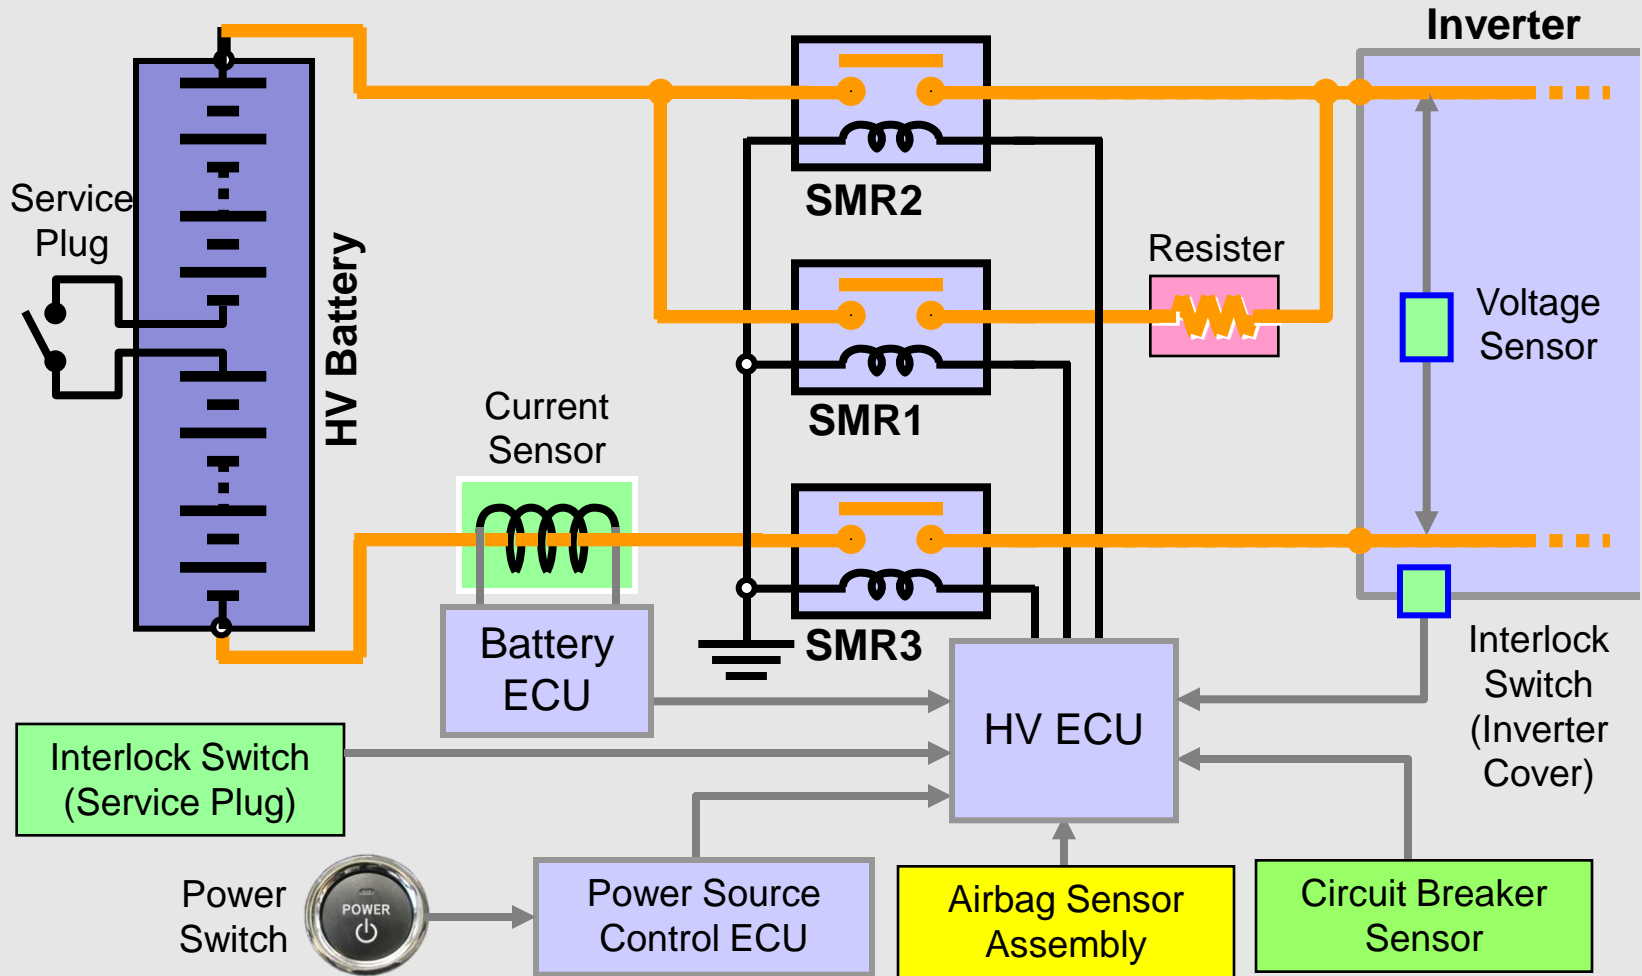 Inverter
Service
Plug
HV Battery
SMR2
Resister
Voltage
Sensor
Current
Sensor
SMR1
SMR3
Battery
ECU
HV ECU
Interlock
Switch
(Inverter
Cover)
Interlock Switch
(Service Plug)
Power
Switch
POWER
Power Source
Control ECU
Airbag Sensor
Assembly
Circuit Breaker
Sensor